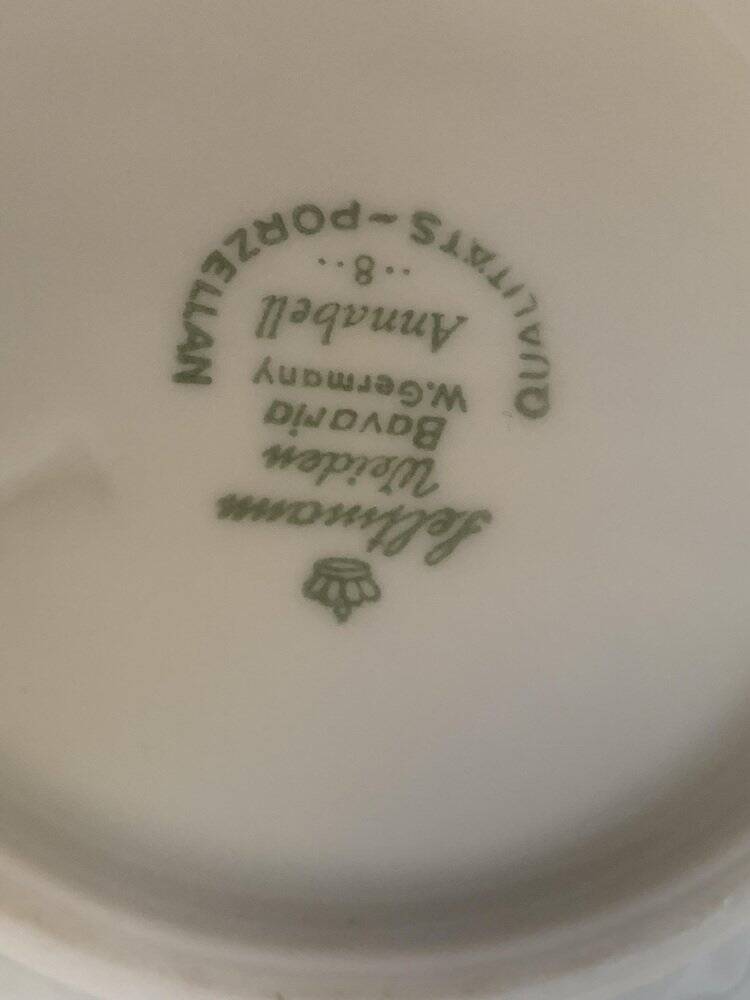 Seltmann
Weiden
Bavaria
W.Germany
Annabell
..8..
QUALITÄTS-PORZELLAN